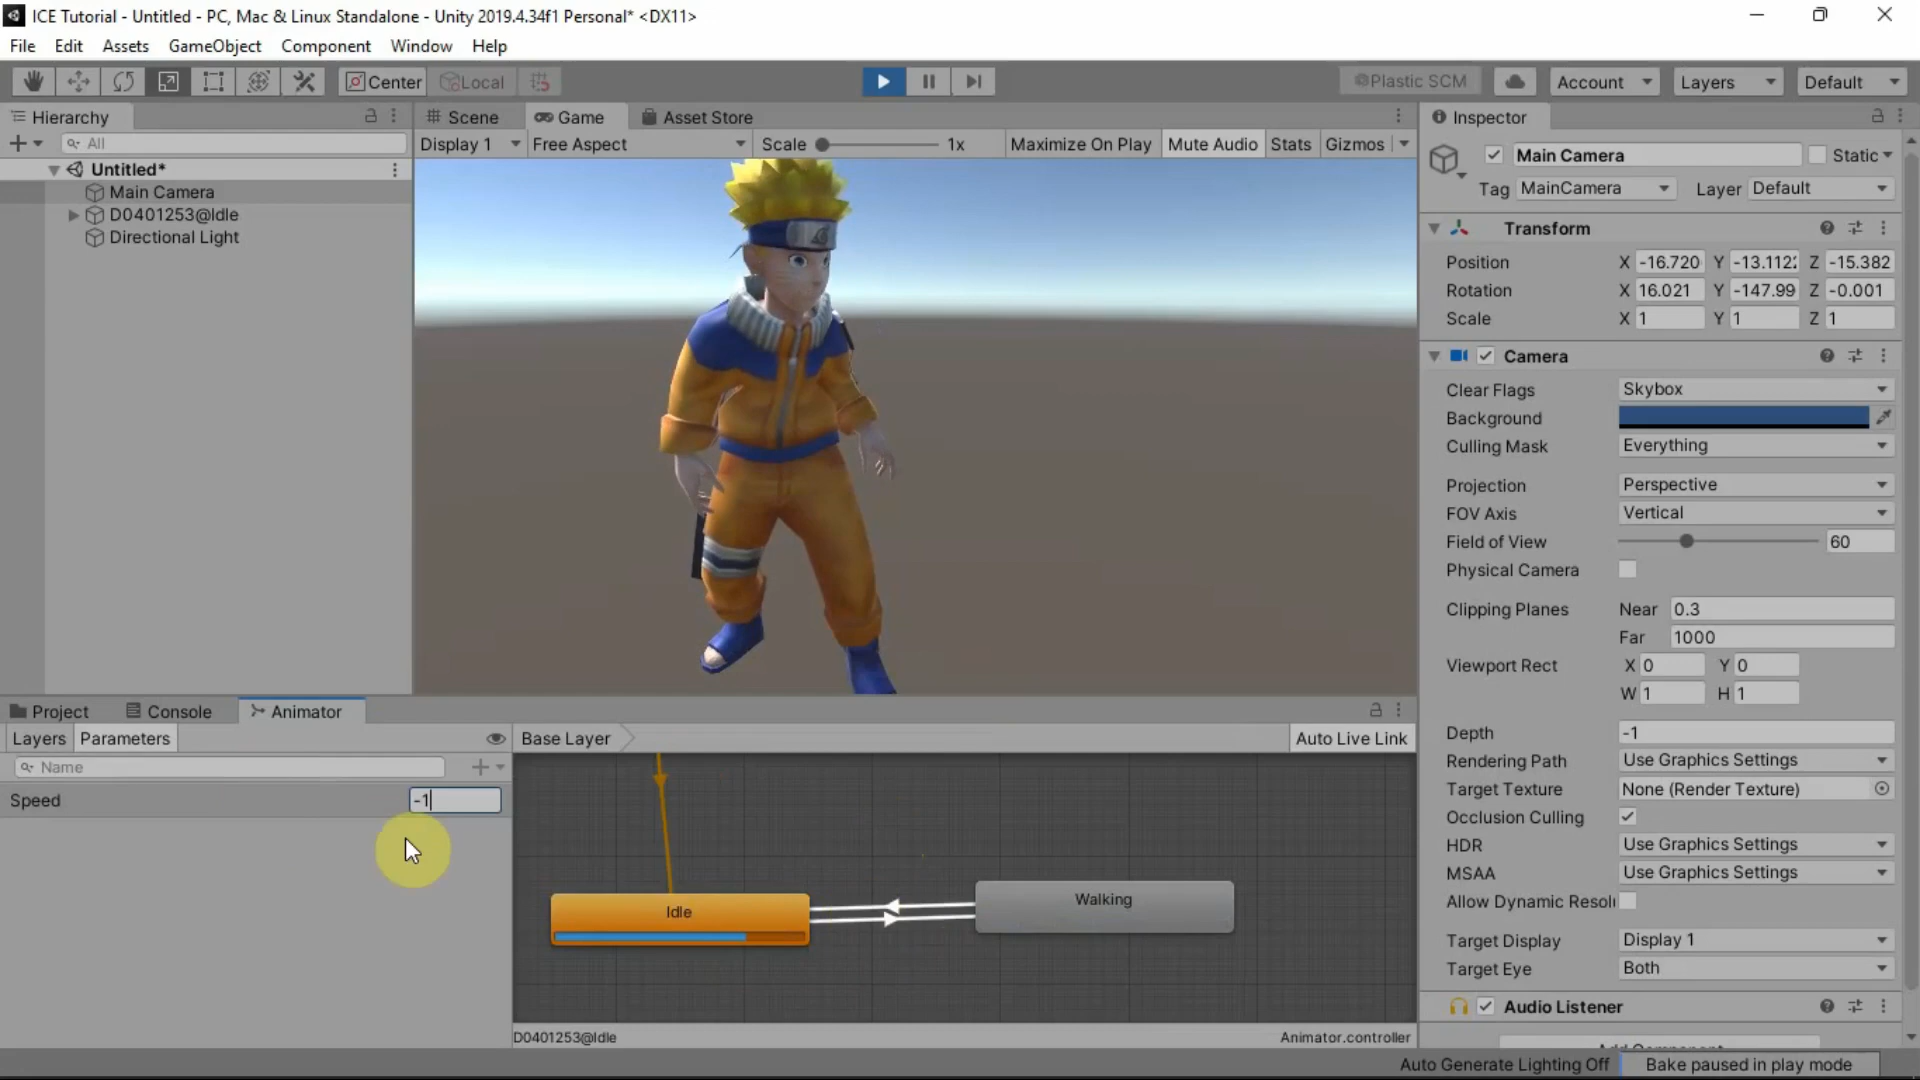 ICE Tutorial - Untitled - PC, Mac & Linux Standalone - Unity 2019.4.34f1 Personal* <DX11>
File Edit Assets GameObject Component Window Help
Center Local Plastic SCM Account Layers Default
Hierarchy
All
Untitled*
Main Camera
D0401253@Idle
Directional Light
Scene Game Asset Store
Display 1 Free Aspect Scale 1x Maximize On Play Mute Audio Stats Gizmos
Inspector
Main Camera Static
Tag MainCamera Layer Default
Transform
Position X -16.720 Y -13.112 Z -15.382
Rotation X 16.021 Y -147.99 Z -0.001
Scale X 1 Y 1 Z 1
Camera
Clear Flags Skybox
Background
Culling Mask Everything
Projection Perspective
FOV Axis Vertical
Field of View 60
Physical Camera
Clipping Planes Near 0.3
Far 1000
Viewport Rect X 0 Y 0
W 1 H 1
Depth -1
Rendering Path Use Graphics Settings
Target Texture None (Render Texture)
Occlusion Culling
HDR Use Graphics Settings
MSAA Use Graphics Settings
Allow Dynamic Resol
Target Display Display 1
Target Eye Both
Audio Listener
Project Console Animator
Layers Parameters Base Layer Auto Live Link
Name
Speed -1
Idle
Walking
D0401253@Idle Animator.controller
Auto Generate Lighting Off Bake paused in play mode